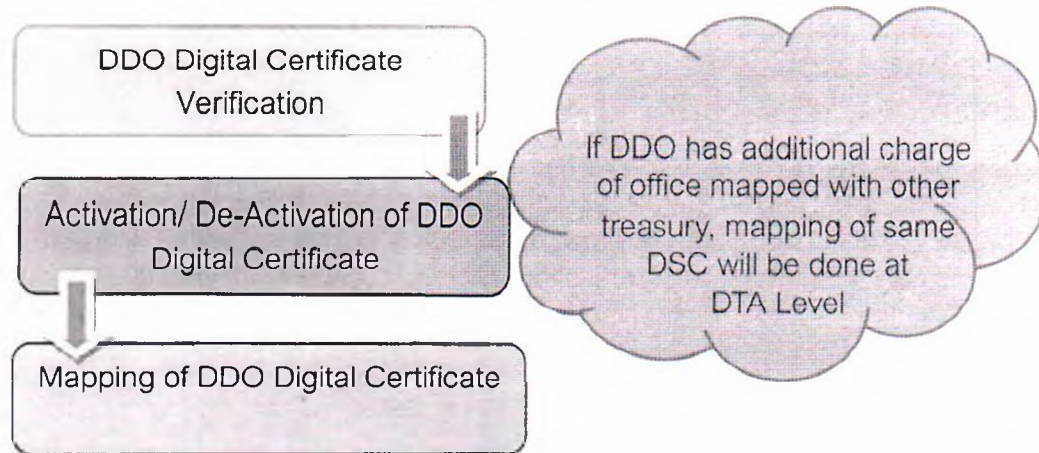 DDO Digital Certificate
Verification
Activation/ De-Activation of DDO
Digital Certificate
Mapping of DDO Digital Certificate
If DDO has additional charge
of office mapped with other
treasury, mapping of same
DSC will be done at
DTA Level